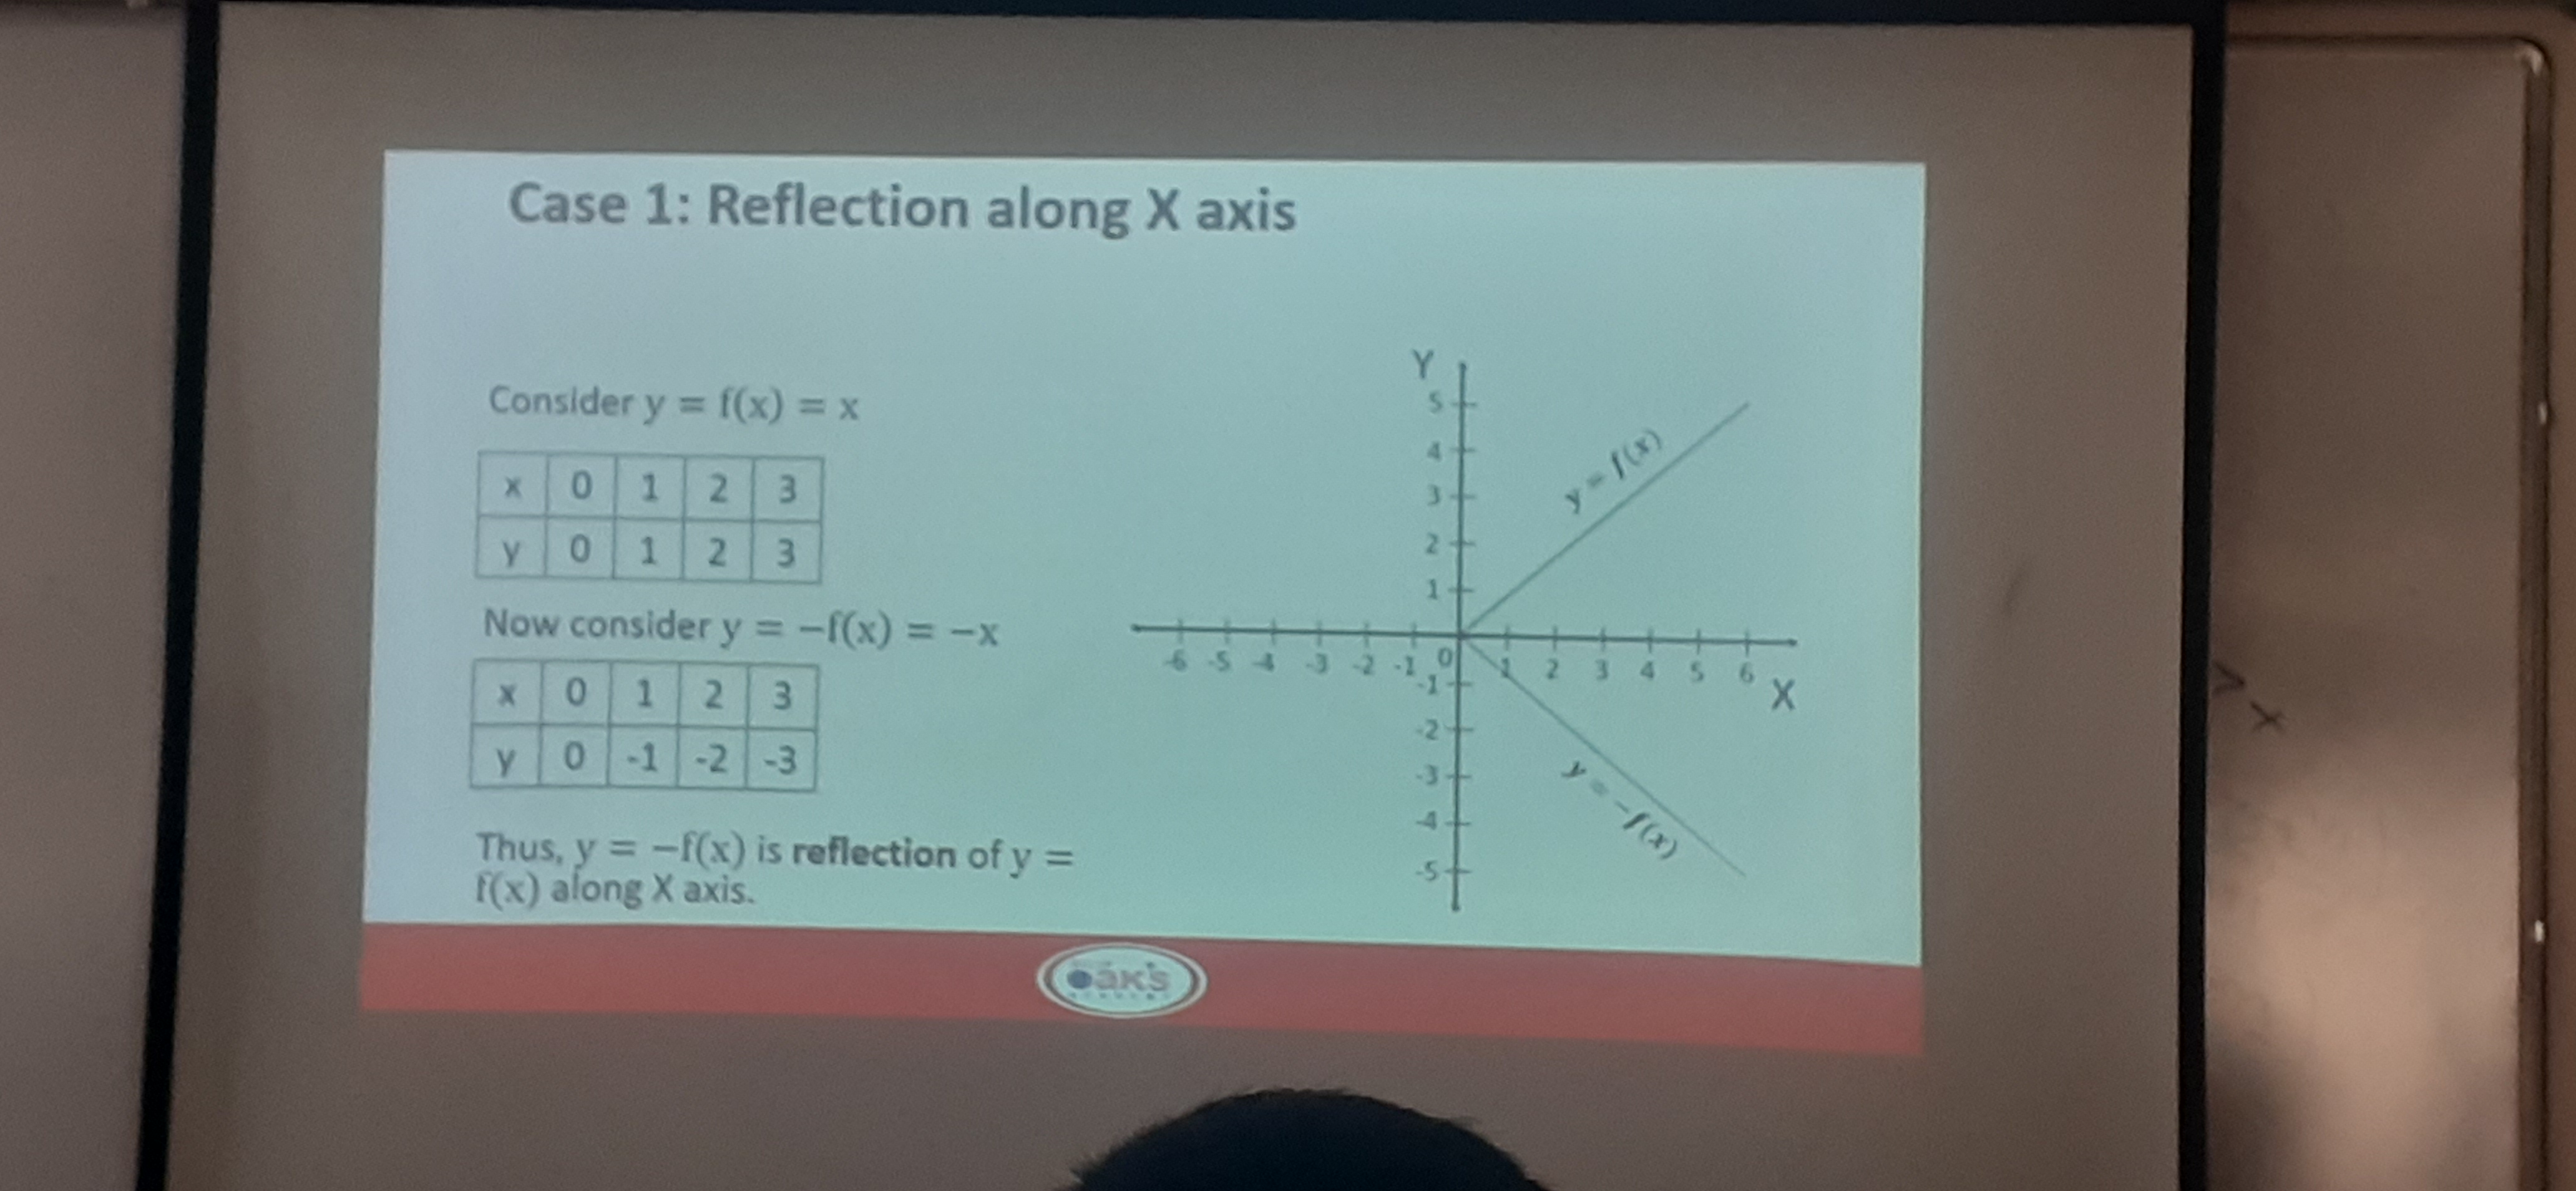 Case 1: Reflection along X axis
Consider y = f(x) = x
x 0 1 2 3
y 0 1 2 3
Now consider y = −f(x) = −x
x 0 1 2 3
y 0 -1 -2 -3
Thus, y = −f(x) is reflection of y =
f(x) along X axis.
Y
5
4
3
2
1
y = f(x)
-6 -5 -4 -3 -2 -1 0 1 2 3 4 5 6 X
-1
-2
-3
-4
-5
y = -f(x)
X